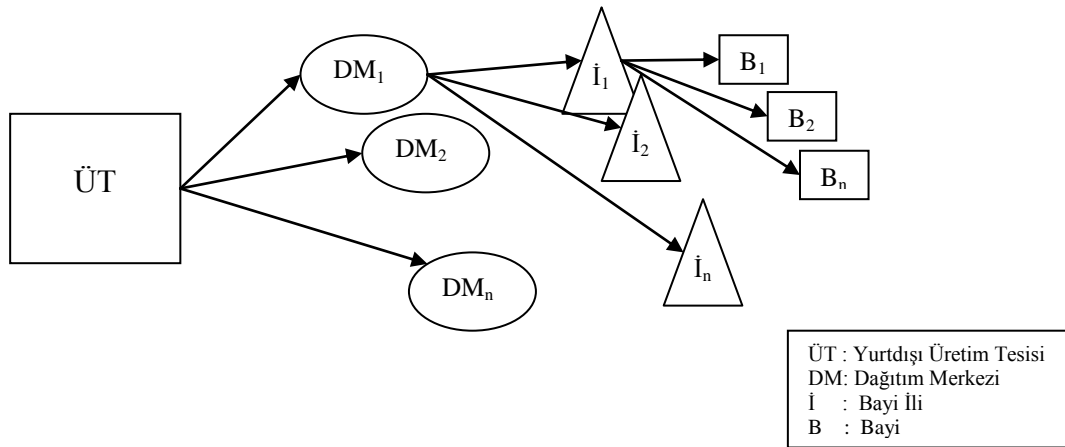 ÜT
DM₁
DM₂
DMₙ
İ₁
İ₂
İₙ
B₁
B₂
Bₙ
ÜT : Yurtdışı Üretim Tesisi
DM: Dağıtım Merkezi
İ : Bayi İli
B : Bayi